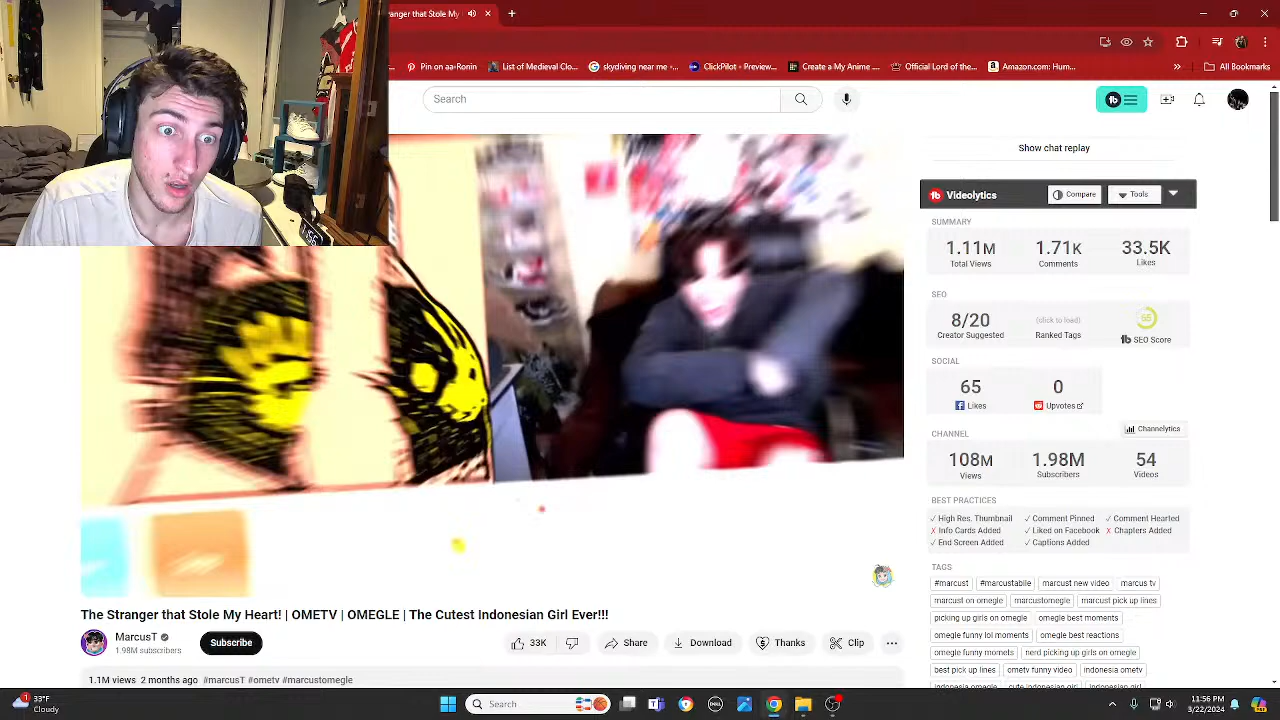 ranger that Stole My
Pin on aa-Ronin
List of Medieval Clo...
skydiving near me •...
ClickPilot • Preview...
Create a My Anime ...
Official Lord of the...
Amazon.com: Hum...
All Bookmarks
Search
Show chat replay
Videolytics
Compare
Tools
SUMMARY
1.11M
1.71K
33.5K
Total Views
Comments
Likes
SEO
8/20
(click to load)
65
Creator Suggested
Ranked Tags
tb SEO Score
SOCIAL
65
0
Likes
Upvotes
Channelytics
CHANNEL
108M
1.98M
54
Views
Subscribers
Videos
BEST PRACTICES
✓ High Res. Thumbnail
✓ Comment Pinned
✓ Comment Hearted
✗ Info Cards Added
✓ Liked on Facebook
✗ Chapters Added
✓ End Screen Added
✓ Captions Added
TAGS
#marcust
#marcustabile
marcust new video
marcus tv
marcust on omegle
marcustomegle
marcust pick up lines
picking up girls on omegle
omegle best moments
omegle funny lol moments
omegle best reactions
omegle funny momnets
nerd picking up girls on omegle
best pick up lines
ometv funny video
indonesia ometv
The Stranger that Stole My Heart! | OMETV | OMEGLE | The Cutest Indonesian Girl Ever!!!
MarcusT
1.98M subscribers
Subscribe
33K
Share
Download
Thanks
Clip
1.1M views 2 months ago #marcusT #ometv #marcustomegle
33°F
Cloudy
Search
11:56 PM
3/22/2024